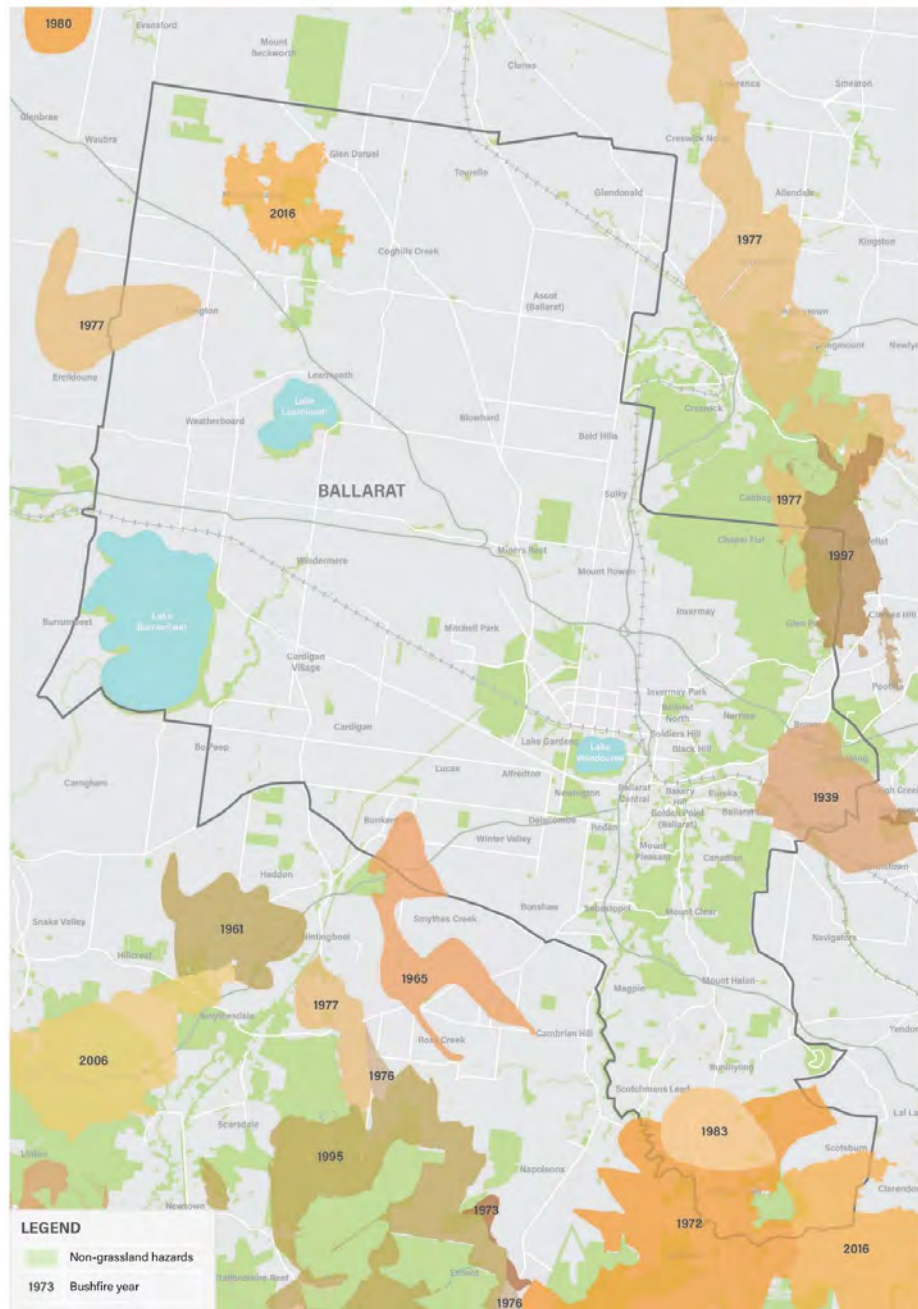 1980
Evansford
Mount
Beckworth
Clunes
Smeaton
Glenbrae
Waubra
Creswick North
Glen Daruel
Tourello
Glendonald
Allendale
2016
1977
Kingston
Coghills Creek
Ascot
(Ballarat)
1977
Ercildoune
Learmonth
Lake
Learmonth
Weatherboard
Blowhard
Creswick
Bald Hills
BALLARAT
Sulky
1977
1997
Chapel Flat
Miners Rest
Windermere
Mount Rowan
Invermay
Burrumbeet
Lake
Burrumbeet
Mitchell Park
Cardigan
Village
Invermay Park
Ballarat
North
Nerrina
Cardigan
Soldiers Hill
Lake Gardens
Lake
Wendouree
Black Hill
Bo Peep
Lucas
Alfredton
Carngham
Newington
Ballarat
Central
Bakery
Hill
Eureka
1939
Golden Point
(Ballarat)
Delacombe
Redan
Winter Valley
Mount
Pleasant
Canadian
Haddon
Snake Valley
Smythes Creek
Bonshaw
Sebastopol
Mount Clear
1961
Navigators
Hillcrest
1965
1977
Magpie
Mount Helen
Smythesdale
Ross Creek
Cambrian Hill
2006
1976
Buninyong
Scotchmans Lead
Scarsdale
1983
1995
Scotsburn
Napoleons
Newtown
1973
1972
2016
Enfield
1976
LEGEND
Non-grassland hazards
1973 Bushfire year